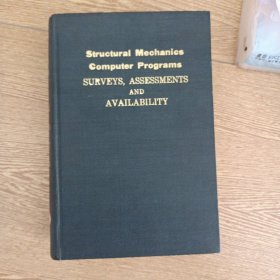 Structural Mechanics
Computer Programs
SURVEYS, ASSESSMENTS
AND
AVAILABILITY